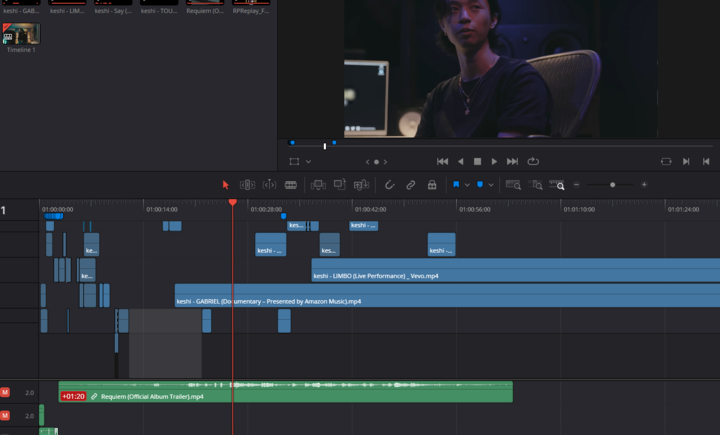 keshi - GAB...
keshi - LIM...
keshi - Say (...
keshi - TOU...
Requiem (O...
RPReplay_F...
Timeline 1
1
01:00:00:00
01:00:14:00
01:00:28:00
01:00:42:00
01:00:56:00
01:01:10:00
01:01:24:00
kes...
keshi - ...
ke...
keshi - ...
kes...
keshi -...
ke...
keshi - LIMBO (Live Performance) _ Vevo.mp4
keshi - GABRIEL (Documentary – Presented by Amazon Music).mp4
M
2.0
+01:20
Requiem (Official Album Trailer).mp4
M
2.0